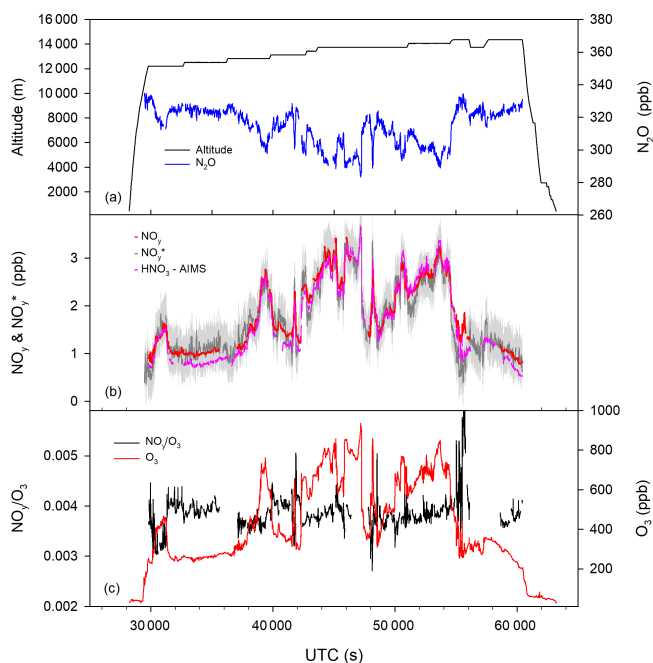 16 000
14 000
12 000
10 000
8000
6000
4000
2000
Altitude (m)
380
360
340
320
300
280
260
N₂O (ppb)
Altitude
N₂O
(a)
3
2
1
0
NOy & NOy* (ppb)
NOy
NOy*
HNO₃ - AIMS
(b)
0.005
0.004
0.003
0.002
NOy/O₃
1000
800
600
400
200
O₃ (ppb)
NOy/O₃
O₃
(c)
30 000
40 000
50 000
60 000
UTC (s)